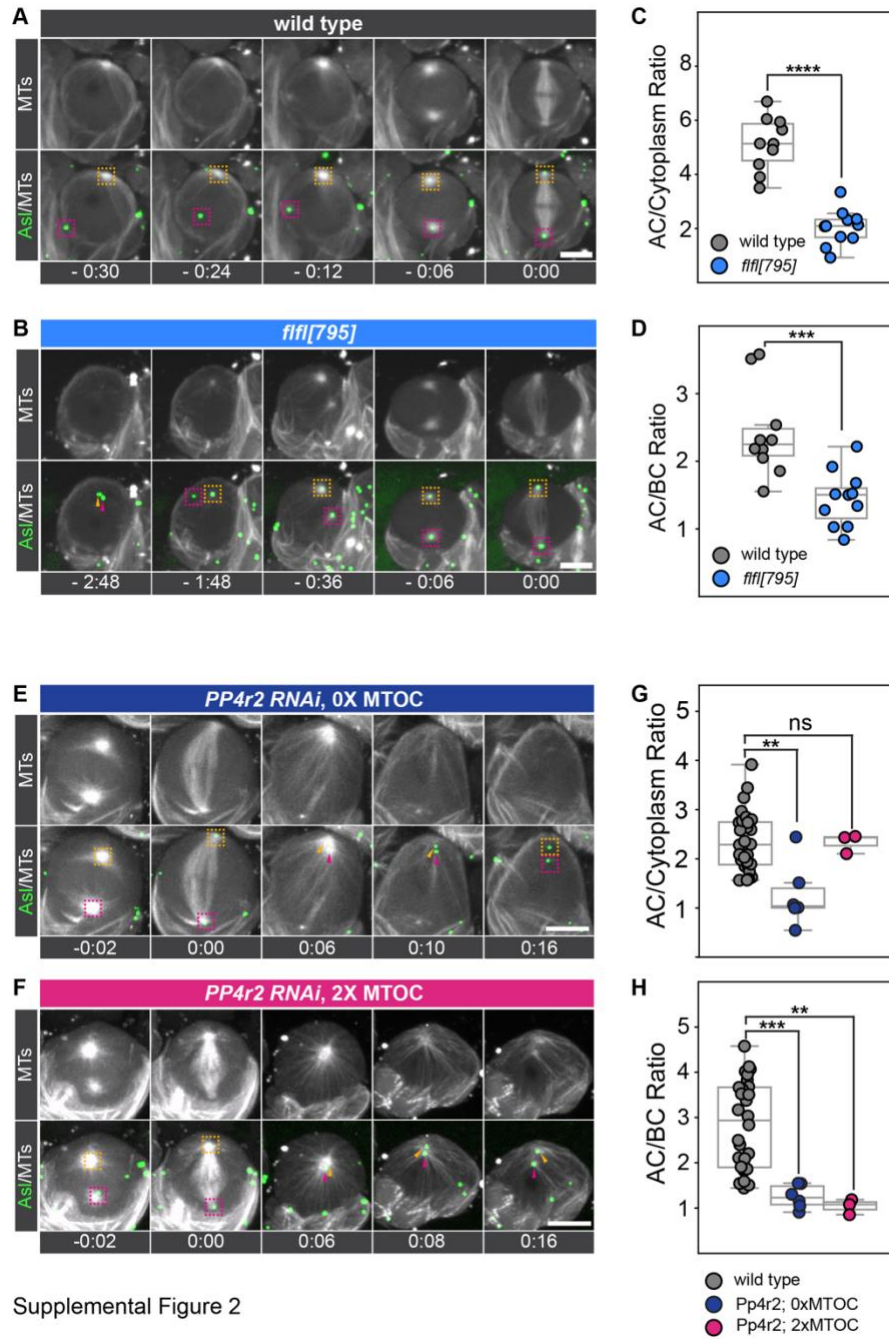 A
wild type
MTs
Asl/MTs
- 0:30 - 0:24 - 0:12 - 0:06 0:00
C
AC/Cytoplasm Ratio
8
6
4
2
****
wild type
flfl[795]
B
flfl[795]
MTs
Asl/MTs
- 2:48 - 1:48 - 0:36 - 0:06 0:00
D
AC/BC Ratio
3
2
1
***
wild type
flfl[795]
E
PP4r2 RNAi, 0X MTOC
MTs
Asl/MTs
-0:02 0:00 0:06 0:10 0:16
G
AC/Cytoplasm Ratio
5
4
3
2
1
ns
**
F
PP4r2 RNAi, 2X MTOC
MTs
Asl/MTs
-0:02 0:00 0:06 0:08 0:16
H
AC/BC Ratio
5
4
3
2
1
**
***
wild type
Pp4r2; 0xMTOC
Pp4r2; 2xMTOC
Supplemental Figure 2